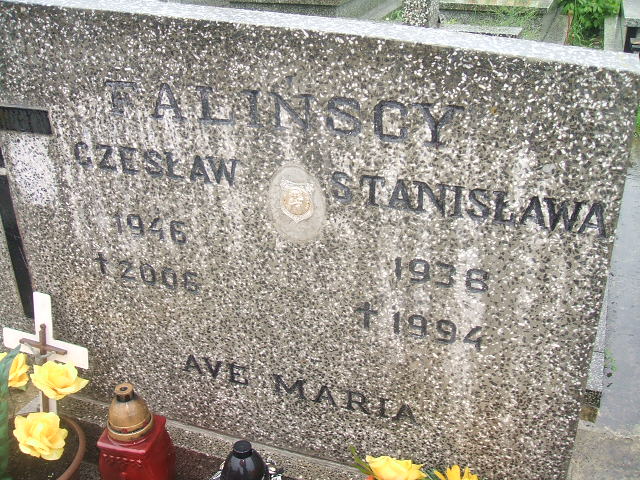 FALIŃSCY
CZESŁAW
1946
†2006
STANISŁAWA
1938
†1994
AVE MARIA